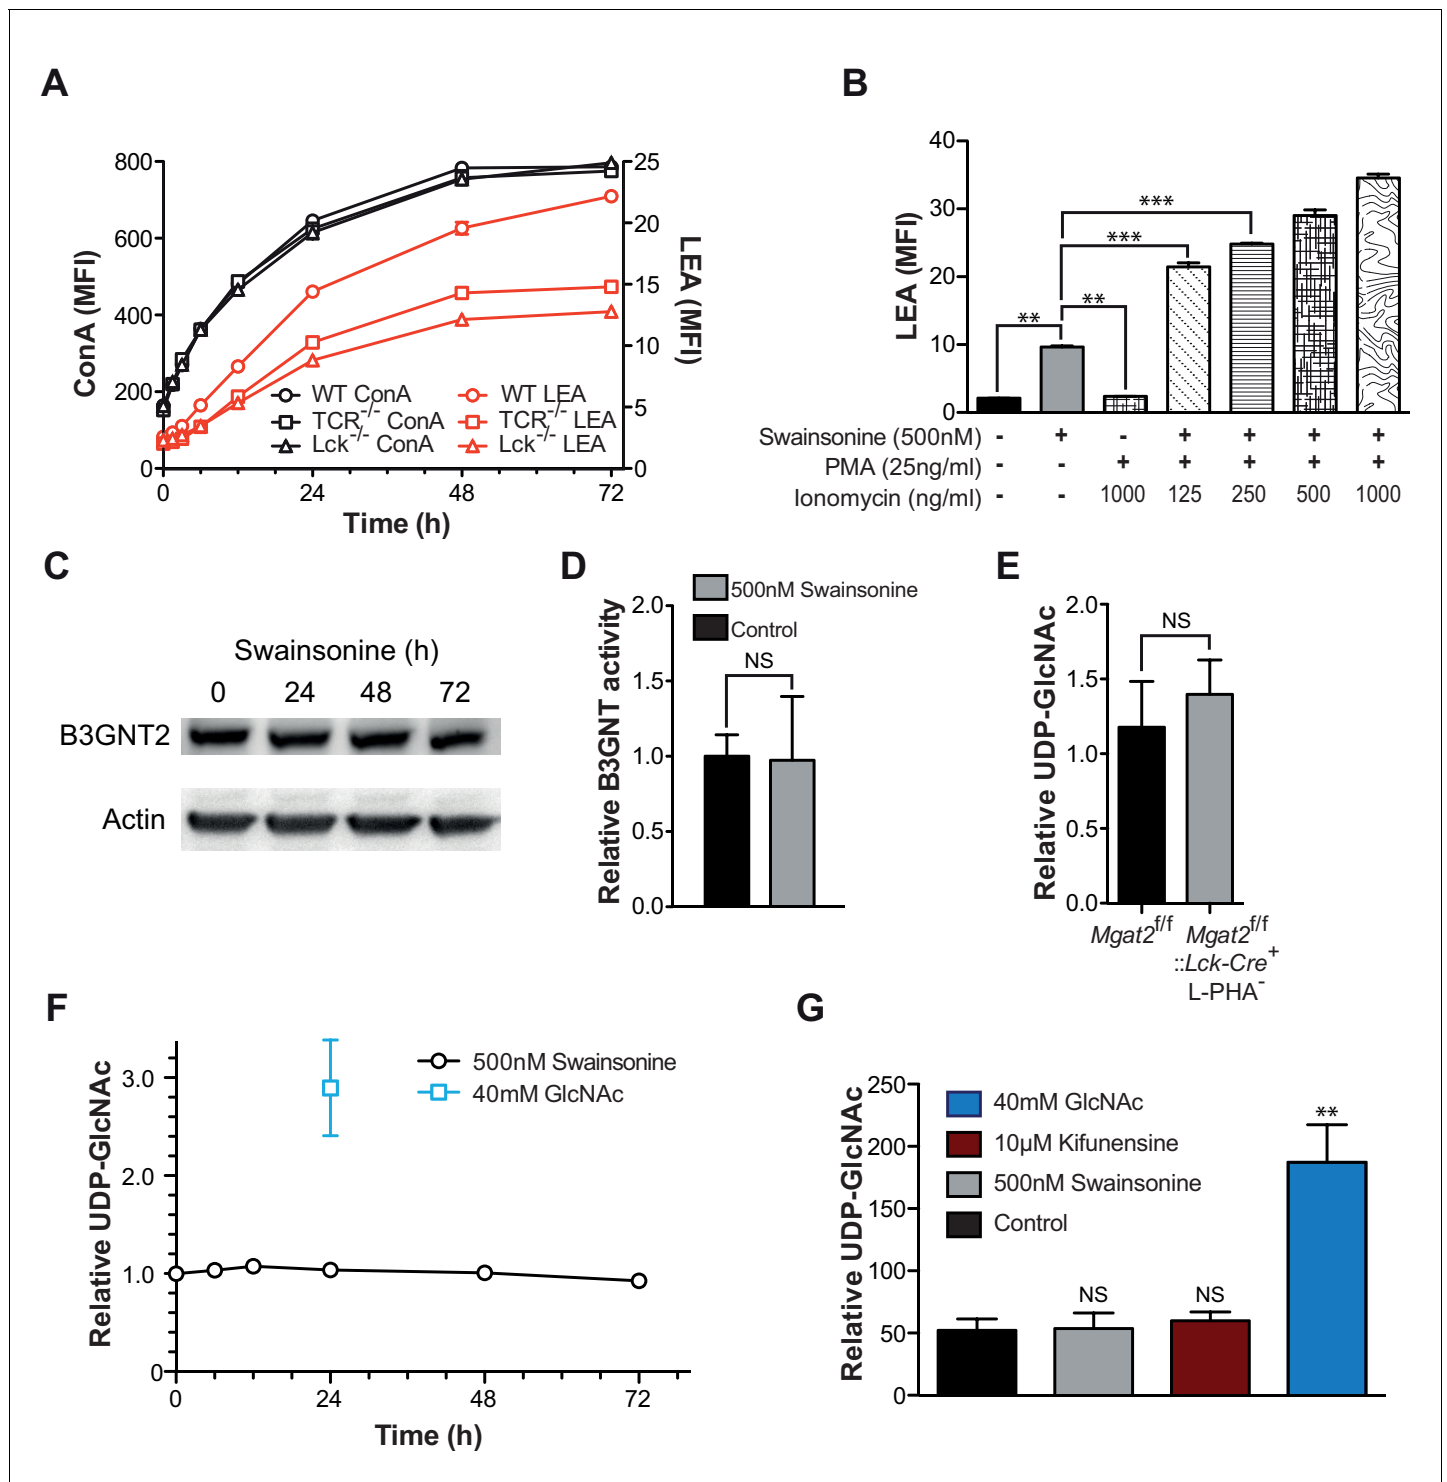 A
800
600
400
200
0
ConA (MFI)
25
20
15
10
5
0
LEA (MFI)
WT ConA
TCR-/- ConA
Lck-/- ConA
WT LEA
TCR-/- LEA
Lck-/- LEA
0 24 48 72
Time (h)
B
40
30
20
10
0
LEA (MFI)
**
**
***
***
Swainsonine (500nM) - + - + + + +
PMA (25ng/ml) - - + + + + +
Ionomycin (ng/ml) - - 1000 125 250 500 1000
C
Swainsonine (h)
0 24 48 72
B3GNT2
Actin
D
500nM Swainsonine
Control
NS
2.0
1.5
1.0
0.5
0.0
Relative B3GNT activity
E
2.0
1.5
1.0
0.5
0.0
Relative UDP-GlcNAc
NS
Mgat2f/f
Mgat2f/f
::Lck-Cre+
L-PHA-
F
3.0
2.0
1.0
0
Relative UDP-GlcNAc
500nM Swainsonine
40mM GlcNAc
0 24 48 72
Time (h)
G
250
200
150
100
50
0
Relative UDP-GlcNAc
40mM GlcNAc
10µM Kifunensine
500nM Swainsonine
Control
NS
NS
**